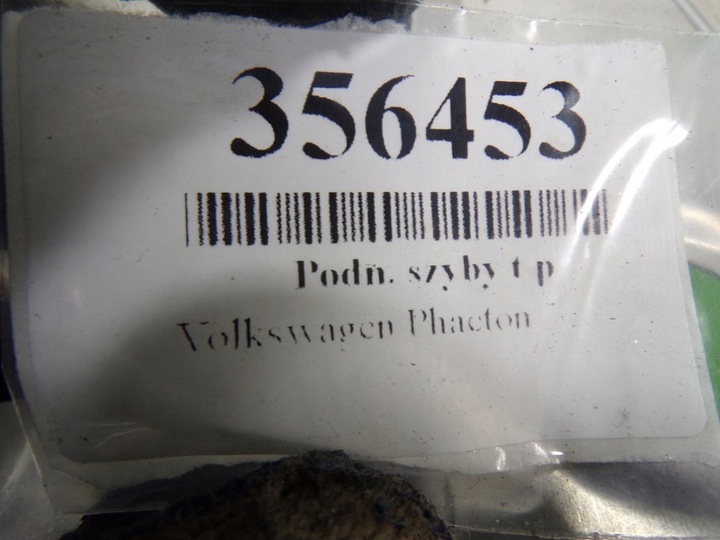 356453
Podn. szyby t p
Volkswagen Phaeton